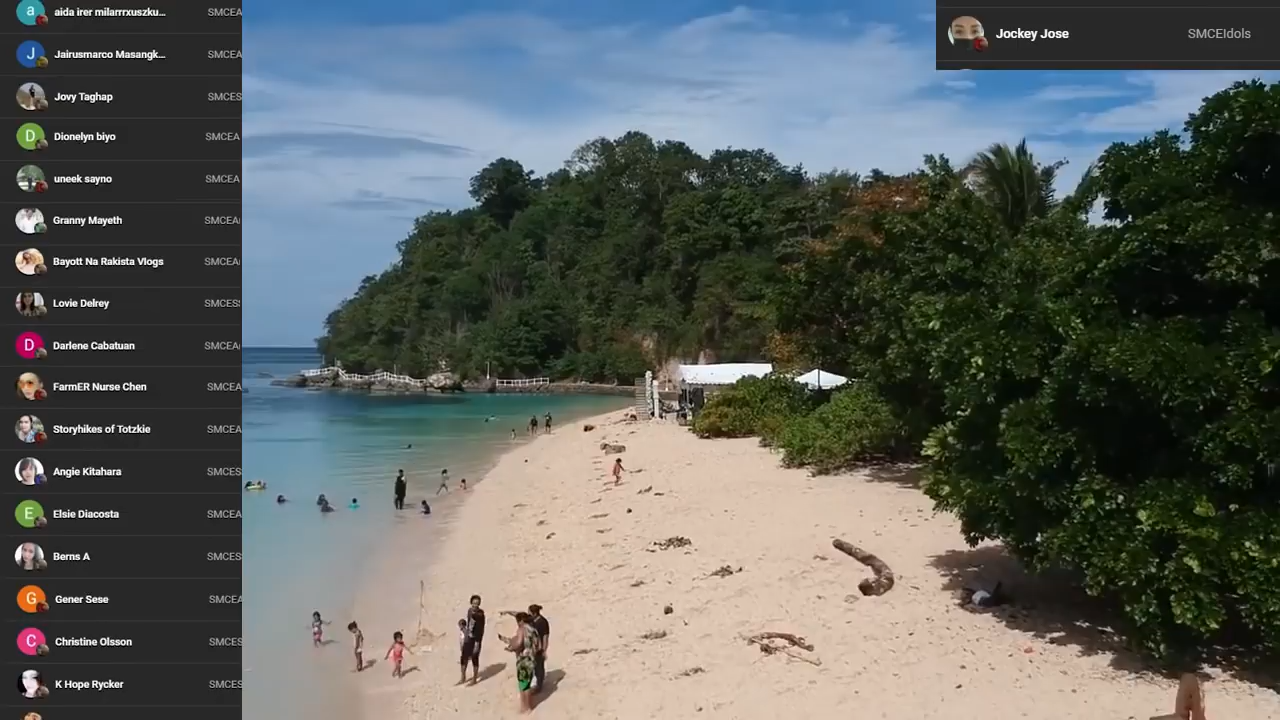 aida irer milarrrxuszku... SMCEA
Jairusmarco Masangk... SMCEA
Jovy Taghap SMCES
Dionelyn biyo SMCEA
uneek sayno SMCEA
Granny Mayeth SMCEA
Bayott Na Rakista Vlogs SMCEA
Lovie Delrey SMCES
Darlene Cabatuan SMCEA
FarmER Nurse Chen SMCEA
Storyhikes of Totzkie SMCEA
Angie Kitahara SMCES
Elsie Diacosta SMCEA
Berns A SMCES
Gener Sese SMCEA
Christine Olsson SMCES
K Hope Rycker SMCES
Jockey Jose SMCEIdols
a
J
D
D
E
G
C